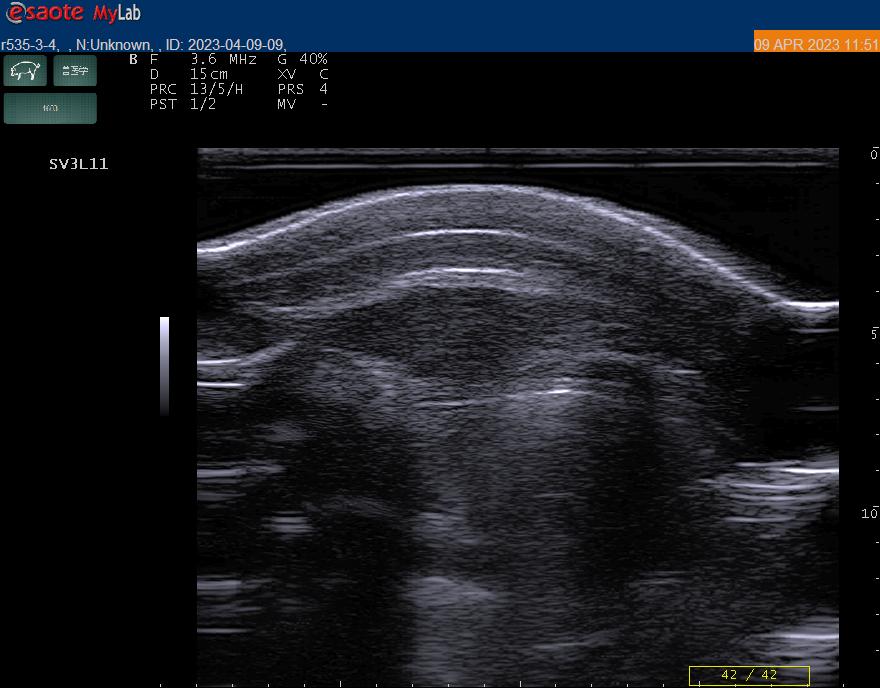 esaote MyLab
r535-3-4, , N:Unknown, , ID: 2023-04-09-09,
09 APR 2023 11:51
兽医学
B F 3.6 MHz G 40%
D 15cm XV C
PRC 13/5/H PRS 4
PST 1/2 MV -
SV3L11
0
5
10
42 / 42